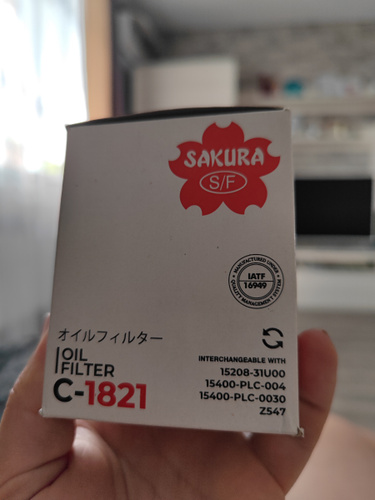 SAKURA
S/F
MANUFACTURED UNDER
IATF
16949
QUALITY MANAGEMENT SYSTEM
オイルフィルター
OIL
FILTER
C-1821
INTERCHANGEABLE WITH
15208-31U00
15400-PLC-004
15400-PLC-0030
Z547